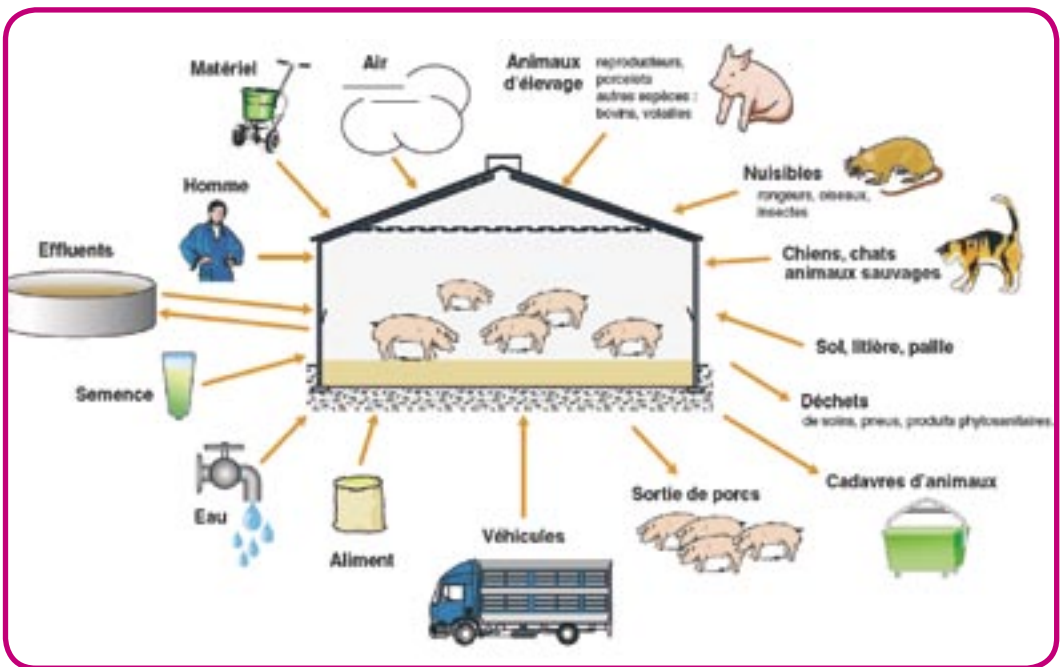 Matériel
Air
Animaux
d'élevage
reproducteurs,
porcelets
autres espèces :
bovins, volailles
Homme
Nuisibles
rongeurs, oiseaux,
insectes
Effluents
Chiens, chats
animaux sauvages
Sol, litière, paille
Semence
Déchets
de soins, pneus, produits phytosanitaires.
Eau
Aliment
Véhicules
Sortie de porcs
Cadavres d'animaux